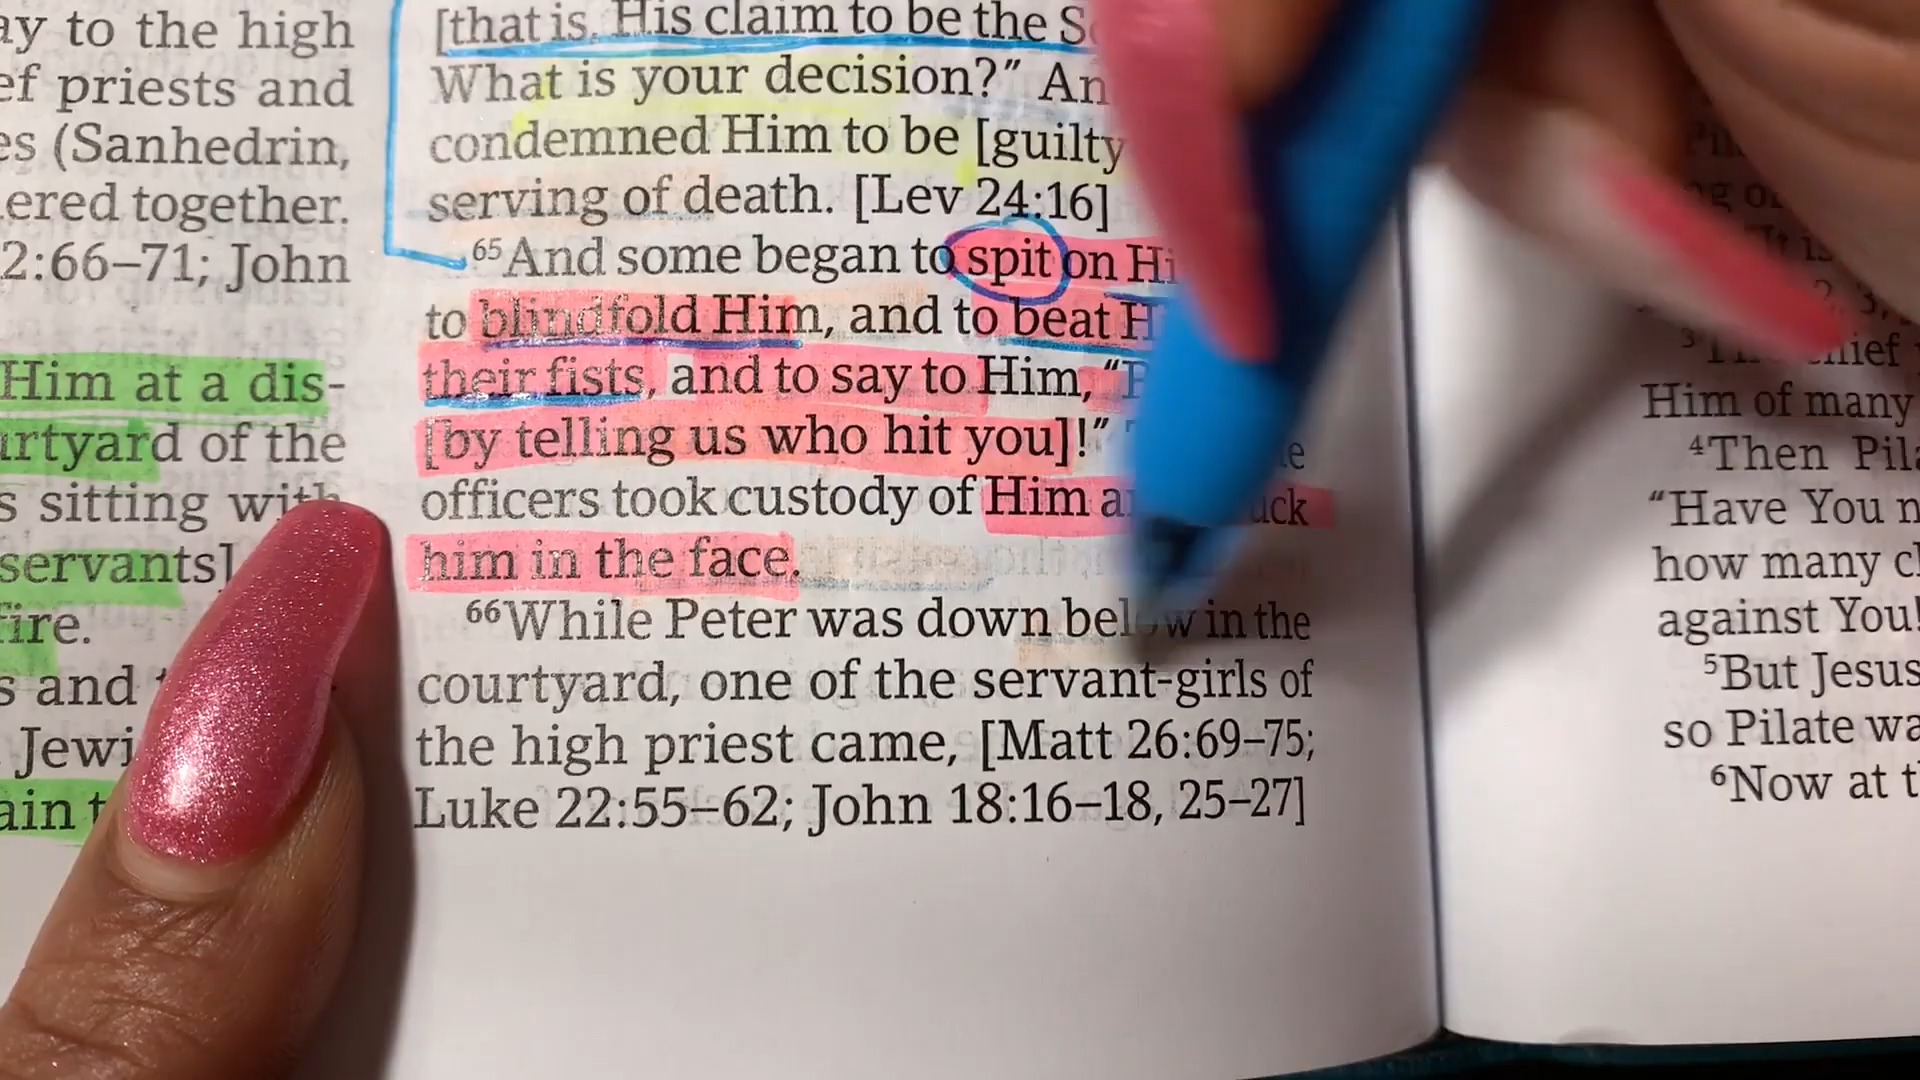 ay to the high
ef priests and
es (Sanhedrin,
ered together.
2:66–71; John
Him at a dis-
urtyard of the
s sitting with
servants]
fire.
s and
Jewi
ain t
[that is, His claim to be the S
What is your decision?” An
condemned Him to be [guilty
serving of death. [Lev 24:16]
65And some began to spit on Hi
to blindfold Him, and to beat H
their fists, and to say to Him, “P
[by telling us who hit you]!”
officers took custody of Him a
him in the face.
66While Peter was down below in the
courtyard, one of the servant-girls of
the high priest came, [Matt 26:69–75;
Luke 22:55–62; John 18:16–18, 25–27]
Him of many
4Then Pila
“Have You n
how many ch
against You!
5But Jesus
so Pilate wa
6Now at t